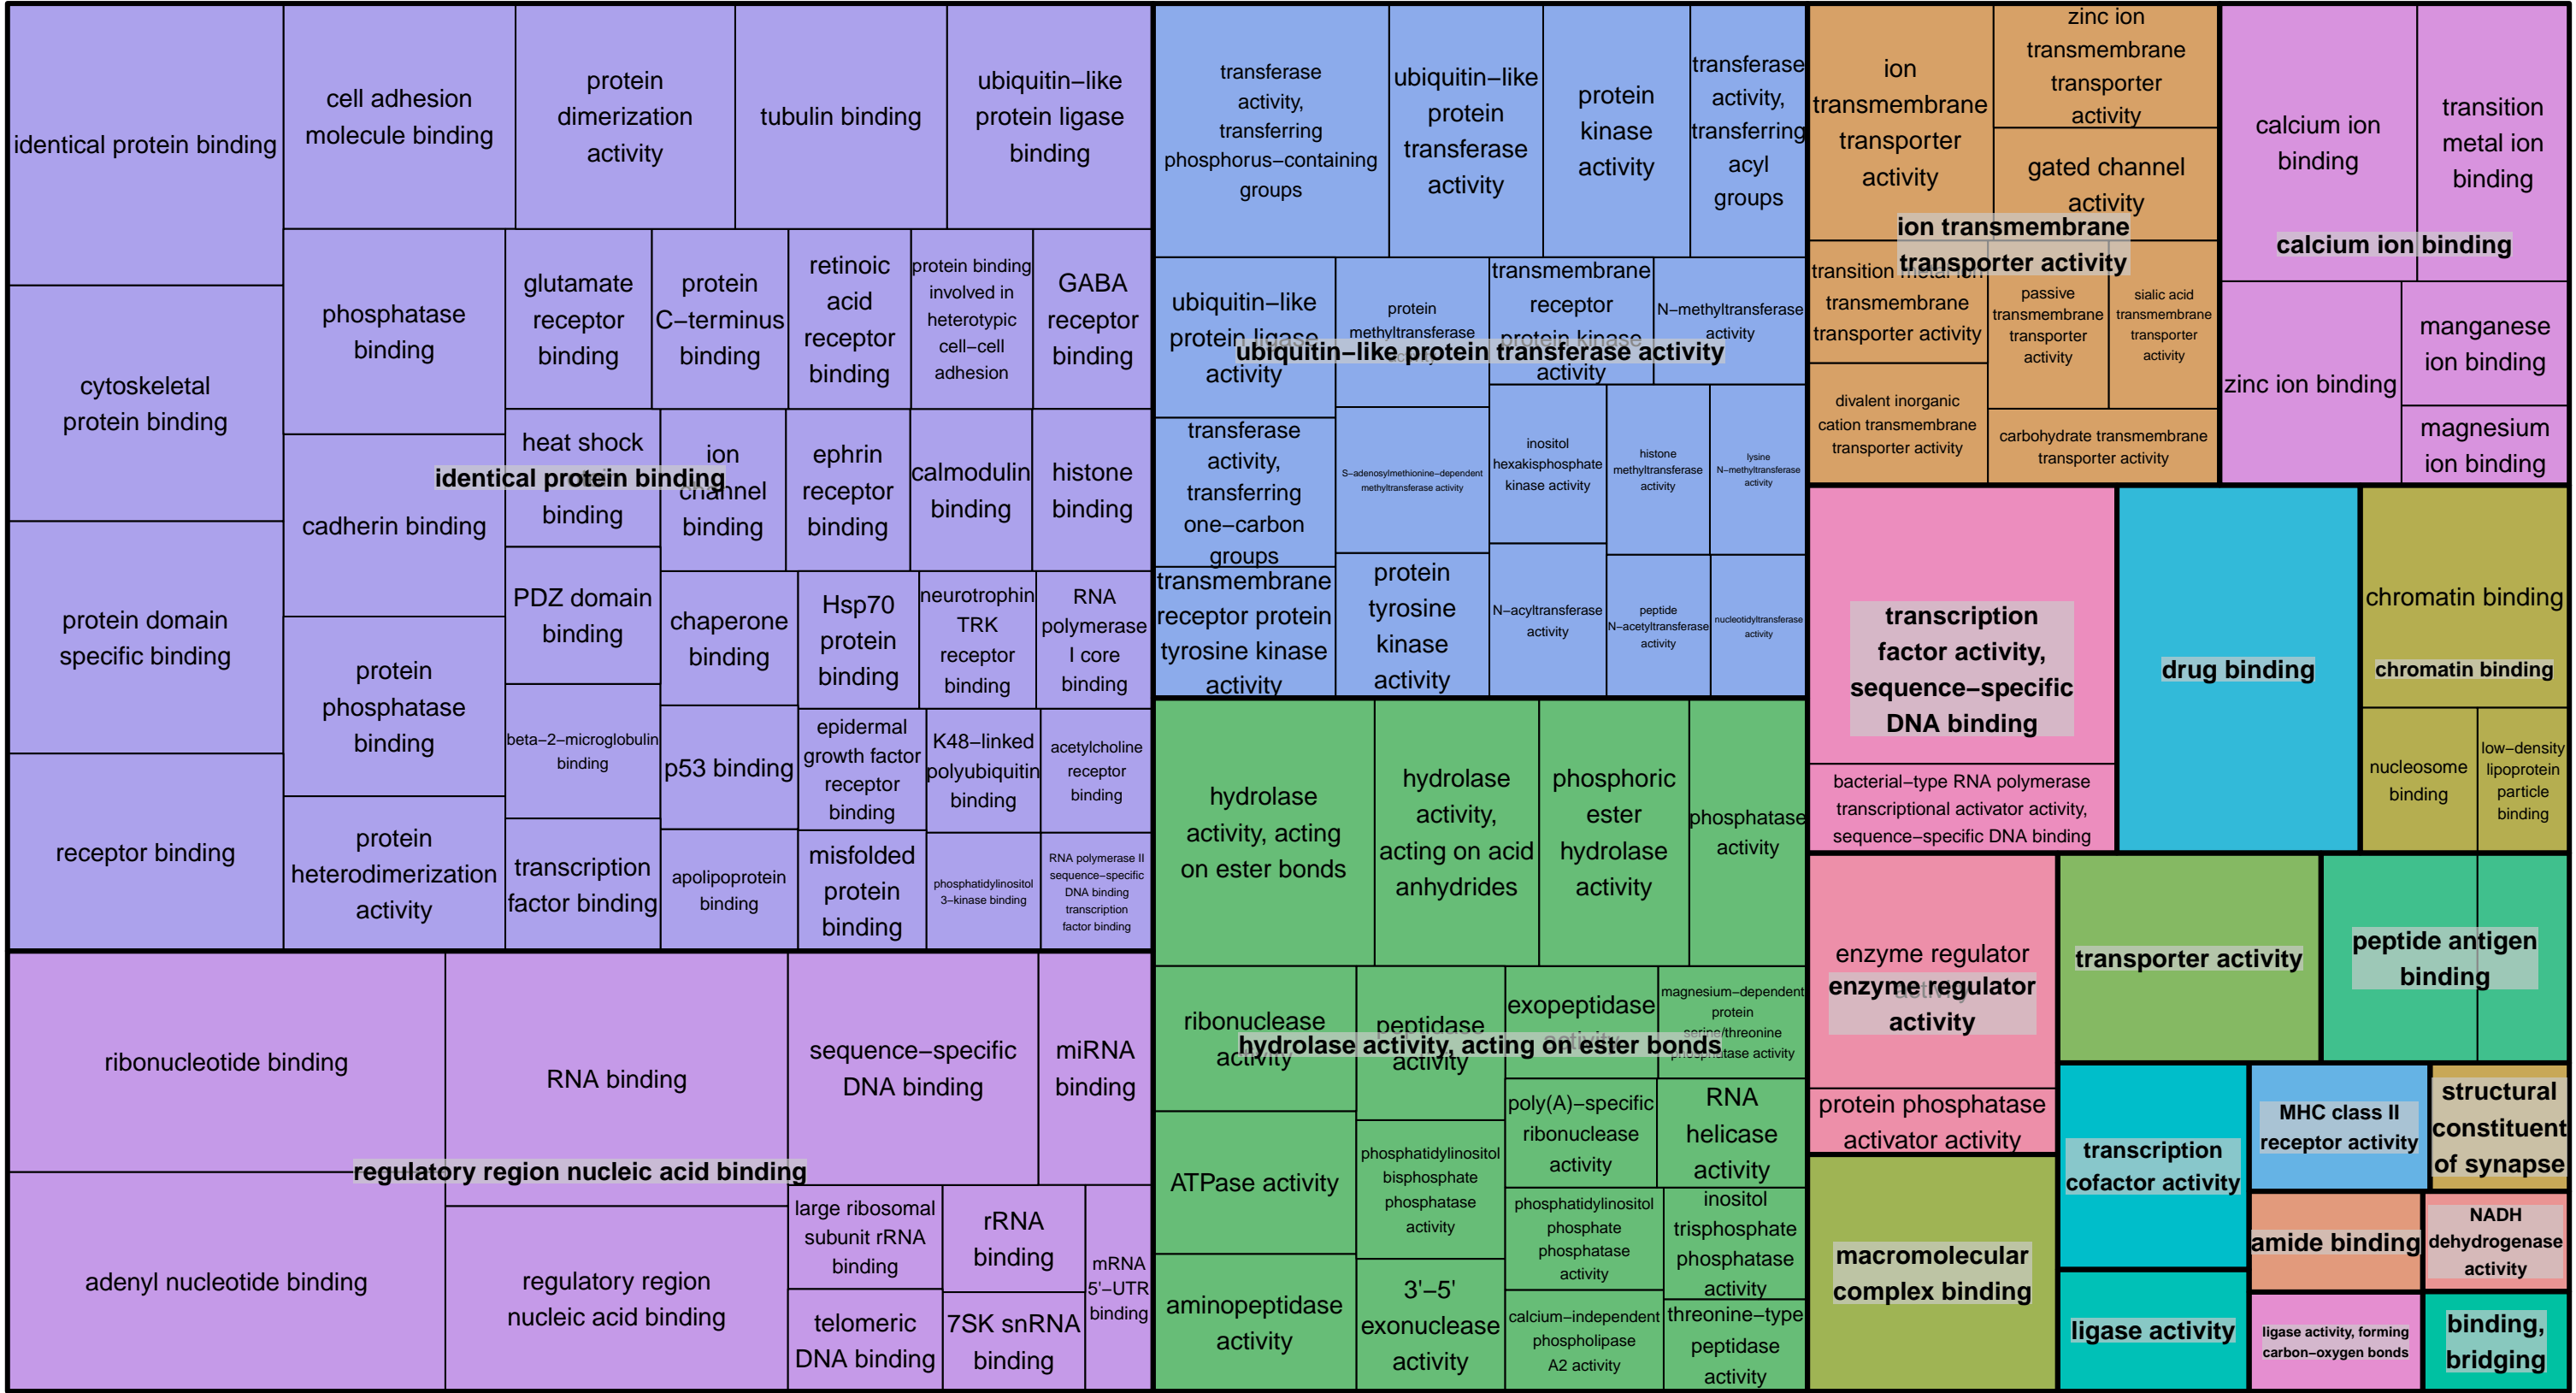 identical protein binding
cell adhesion
molecule binding
protein
dimerization
activity
tubulin binding
ubiquitin−like
protein ligase
binding
cytoskeletal
protein binding
protein domain
specific binding
receptor binding
phosphatase
binding
cadherin binding
protein
phosphatase
binding
protein
heterodimerization
activity
glutamate
receptor
binding
protein
C−terminus
binding
retinoic
acid
receptor
binding
protein binding
involved in
heterotypic
cell−cell
adhesion
GABA
receptor
binding
heat shock
protein
binding
ion
channel
binding
ephrin
receptor
binding
calmodulin
binding
histone
binding
identical protein binding
PDZ domain
binding
chaperone
binding
Hsp70
protein
binding
neurotrophin
TRK
receptor
binding
RNA
polymerase
I core
binding
beta−2−microglobulin
binding
p53 binding
epidermal
growth factor
receptor
binding
K48−linked
polyubiquitin
binding
acetylcholine
receptor
binding
transcription
factor binding
apolipoprotein
binding
misfolded
protein
binding
phosphatidylinositol
3−kinase binding
RNA polymerase II
sequence−specific
DNA binding
transcription
factor binding
ribonucleotide binding
adenyl nucleotide binding
RNA binding
regulatory region
nucleic acid binding
sequence−specific
DNA binding
miRNA
binding
regulatory region nucleic acid binding
large ribosomal
subunit rRNA
binding
rRNA
binding
mRNA
5'−UTR
binding
telomeric
DNA binding
7SK snRNA
binding
transferase
activity,
transferring
phosphorus−containing
groups
ubiquitin−like
protein
transferase
activity
protein
kinase
activity
transferase
activity,
transferring
acyl
groups
ubiquitin−like
protein ligase
activity
protein
methyltransferase
activity
transmembrane
receptor
protein kinase
activity
N−methyltransferase
activity
ubiquitin−like protein transferase activity
transferase
activity,
transferring
one−carbon
groups
S−adenosylmethionine−dependent
methyltransferase activity
inositol
hexakisphosphate
kinase activity
histone
methyltransferase
activity
lysine
N−methyltransferase
activity
transmembrane
receptor protein
tyrosine kinase
activity
protein
tyrosine
kinase
activity
N−acyltransferase
activity
peptide
N−acetyltransferase
activity
nucleotidyltransferase
activity
hydrolase
activity, acting
on ester bonds
hydrolase
activity,
acting on acid
anhydrides
phosphoric
ester
hydrolase
activity
phosphatase
activity
ribonuclease
activity
peptidase
activity
exopeptidase
activity
magnesium−dependent
protein
serine/threonine
phosphatase activity
hydrolase activity, acting on ester bonds
ATPase activity
phosphatidylinositol
bisphosphate
phosphatase
activity
poly(A)−specific
ribonuclease
activity
RNA
helicase
activity
phosphatidylinositol
phosphate
phosphatase
activity
inositol
trisphosphate
phosphatase
activity
aminopeptidase
activity
3'−5'
exonuclease
activity
calcium−independent
phospholipase
A2 activity
threonine−type
peptidase
activity
ion
transmembrane
transporter
activity
zinc ion
transmembrane
transporter
activity
gated channel
activity
ion transmembrane
transporter activity
transition metal ion
transmembrane
transporter activity
passive
transmembrane
transporter
activity
sialic acid
transmembrane
transporter
activity
divalent inorganic
cation transmembrane
transporter activity
carbohydrate transmembrane
transporter activity
calcium ion
binding
transition
metal ion
binding
calcium ion binding
zinc ion binding
manganese
ion binding
magnesium
ion binding
transcription
factor activity,
sequence−specific
DNA binding
bacterial−type RNA polymerase
transcriptional activator activity,
sequence−specific DNA binding
drug binding
chromatin binding
chromatin binding
nucleosome
binding
low−density
lipoprotein
particle
binding
enzyme regulator
activity
enzyme regulator
activity
protein phosphatase
activator activity
transporter activity
peptide antigen
binding
macromolecular
complex binding
transcription
cofactor activity
ligase activity
MHC class II
receptor activity
structural
constituent
of synapse
amide binding
NADH
dehydrogenase
activity
ligase activity, forming
carbon−oxygen bonds
binding,
bridging